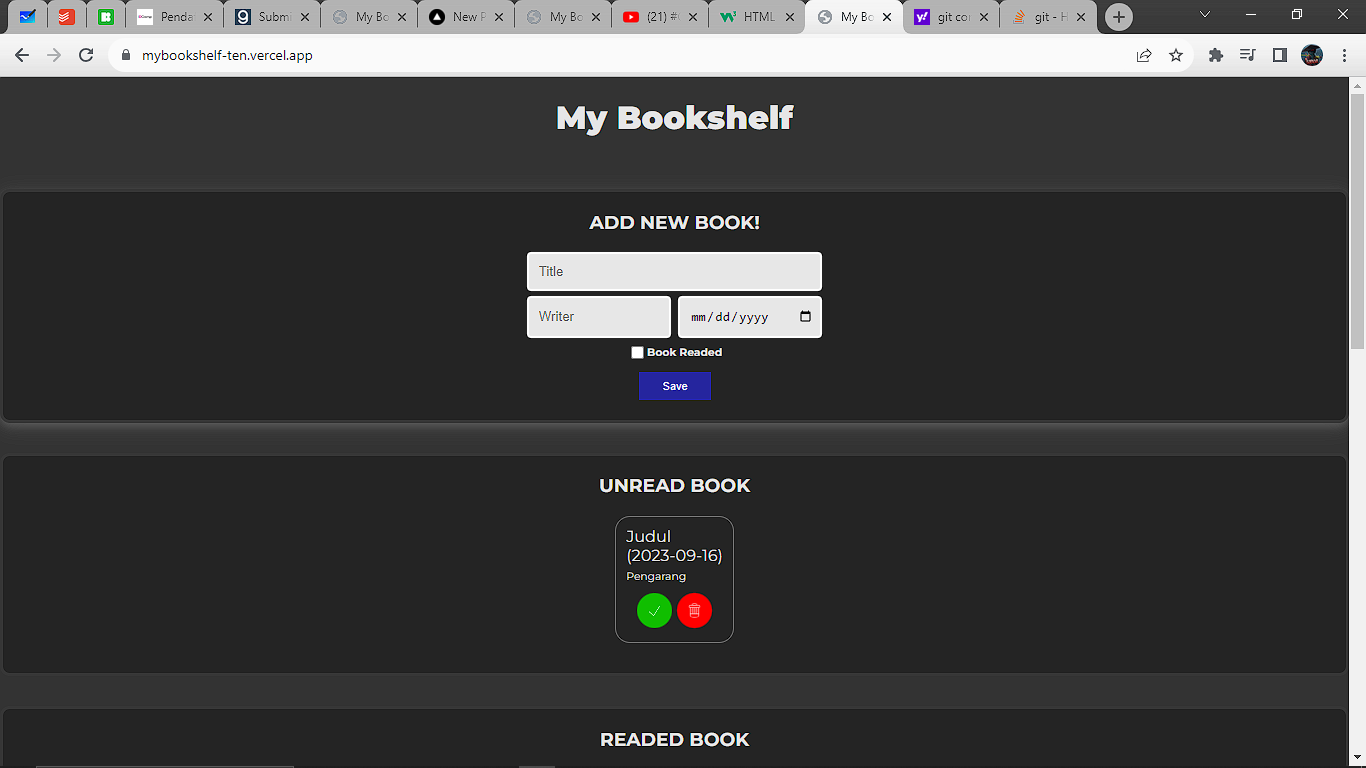 Penda
Submi
My Bo
New P
My Bo
(21) #
HTML
My Bo
git co
git - H
mybookshelf-ten.vercel.app
My Bookshelf
ADD NEW BOOK!
Title
Writer
mm/dd/yyyy
Book Readed
Save
UNREAD BOOK
Judul
(2023-09-16)
Pengarang
READED BOOK